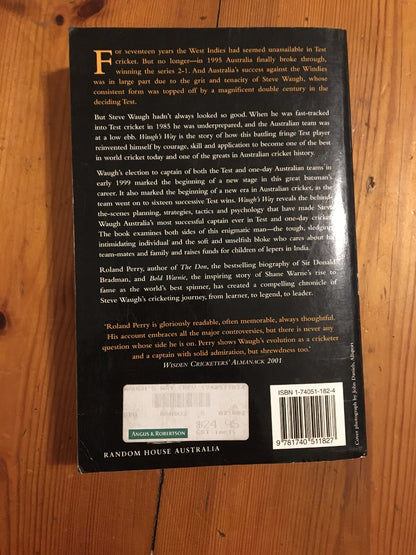 For seventeen years the West Indies had seemed unassailable in Test
cricket. But no longer—in 1995 Australia finally broke through,
winning the series 2-1. And Australia's success against the Windies
was in large part due to the grit and tenacity of Steve Waugh, whose
consistent form was topped off by a magnificent double century in the
deciding Test.
But Steve Waugh hadn't always looked so good. When he was fast-tracked
into Test cricket in 1985 he was underprepared, and the Australian team was
at a low ebb. Waugh's Way is the story of how this battling fringe Test player
reinvented himself by courage, skill and application to become one of the best
in world cricket today and one of the greats in Australian cricket history.
Waugh's election to captain of both the Test and one-day Australian teams in
early 1999 marked the beginning of a new stage in this great batsman's
career. It also marked the beginning of a new era in Australian cricket, as the
team went on to sixteen successive Test wins. Waugh's Way reveals the behind-
the-scenes planning, strategies, tactics and psychology that have made Steve
Waugh Australia's most successful captain ever in Test and one-day cricket.
The book examines both sides of this enigmatic man—the tough, sledging,
intimidating individual and the soft and unselfish bloke who cares about his
team-mates and family and raises funds for children of lepers in India.
Roland Perry, author of The Don, the bestselling biography of Sir Donald
Bradman, and Bold Warnie, the inspiring story of Shane Warne's rise to
fame as the world's best spinner, has created a compelling chronicle of
Steve Waugh's cricketing journey, from learner, to legend, to leader.
'Roland Perry is gloriously readable, often memorable, always thoughtful.
His account embraces all the major controversies, but there is never any
question whose side he is on. Perry shows Waugh's evolution as a cricketer
and a captain with solid admiration, but shrewdness too.'
WISDEN CRICKETERS' ALMANACK 2001
$24.95
ANGUS & ROBERTSON
RANDOM HOUSE AUSTRALIA
ISBN 1-74051-182-4
9 781740 511827
Cover photograph by John Daniels, Allsport